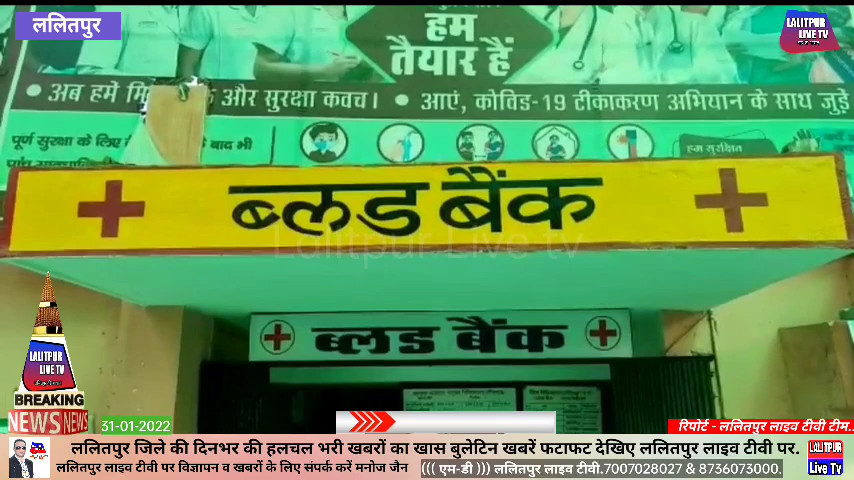 ललितपुर
हम
तैयार हैं
LALITPUR
LIVE TV
और सुरक्षा कवच। • आएं, कोविड-19 टीकाकरण अभियान के साथ जुड़ें
• अब हमें
पूर्ण सुरक्षा के लिए
के बाद भी
हम सुरक्षित
ब्लड बैंक
Lalitpur Live tv
ब्लड बैंक
LALITPUR
LIVE TV
BREAKING
NEWS NEWS
31-01-2022
रिपोर्ट - ललितपुर लाइव टीवी टीम..
ललितपुर जिले की दिनभर की हलचल भरी खबरों का खास बुलेटिन खबरें फटाफट देखिए ललितपुर लाइव टीवी पर.
ललितपुर लाइव टीवी पर विज्ञापन व खबरों के लिए संपर्क करें मनोज जैन ((( एम-डी ))) ललितपुर लाइव टीवी.7007028027 & 8736073000.
LALITPUR
Live Tv